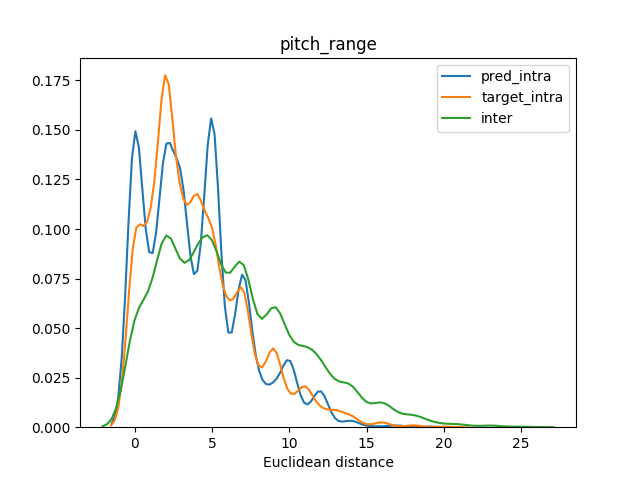 pitch_range
pred_intra
target_intra
inter
0.175
0.150
0.125
0.100
0.075
0.050
0.025
0.000
0 5 10 15 20 25
Euclidean distance